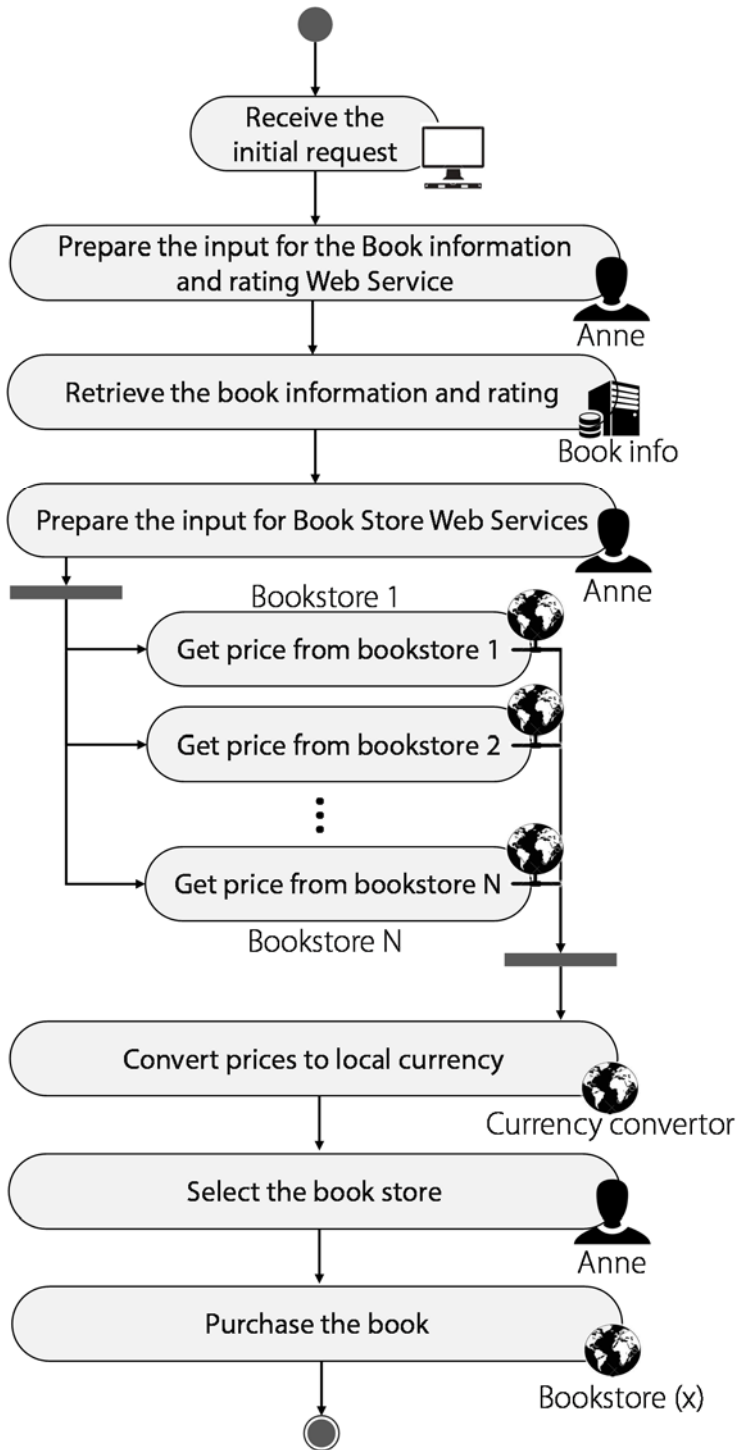 Receive the
initial request
Prepare the input for the Book information
and rating Web Service
Anne
Retrieve the book information and rating
Book info
Prepare the input for Book Store Web Services
Anne
Bookstore 1
Get price from bookstore 1
Get price from bookstore 2
Get price from bookstore N
Bookstore N
Convert prices to local currency
Currency convertor
Select the book store
Anne
Purchase the book
Bookstore (x)